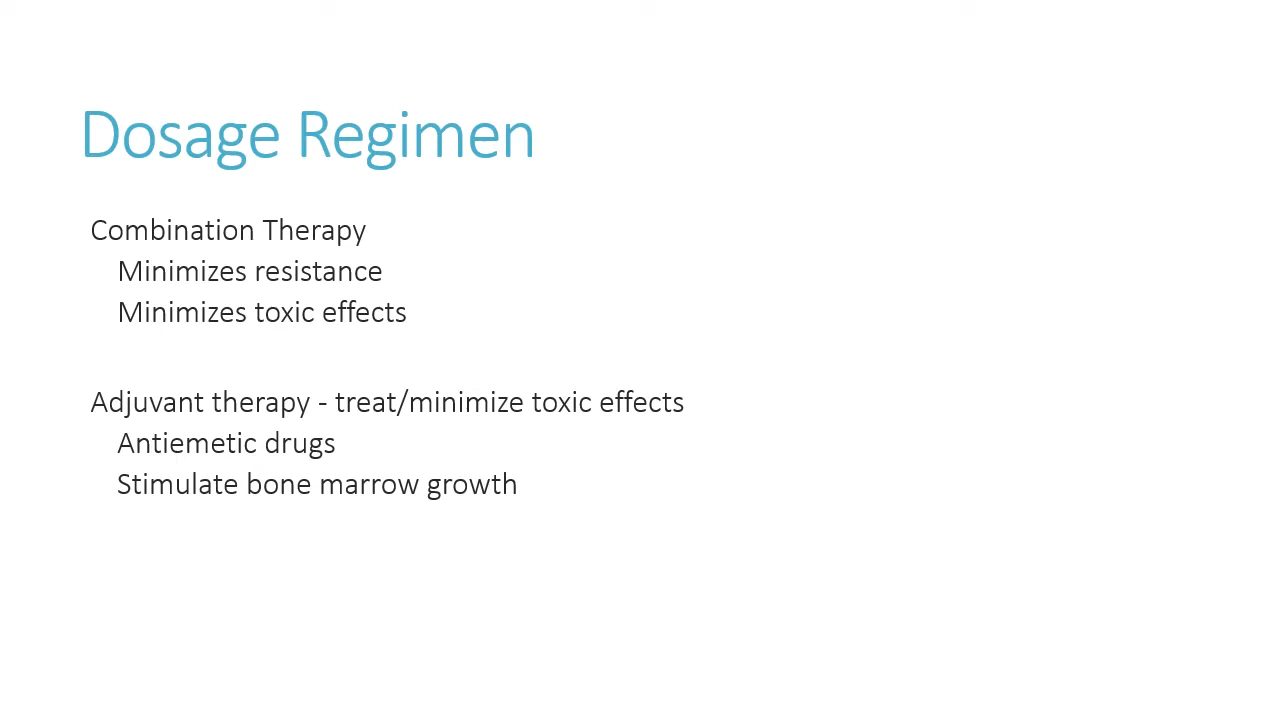 Dosage Regimen
Combination Therapy
Minimizes resistance
Minimizes toxic effects
Adjuvant therapy - treat/minimize toxic effects
Antiemetic drugs
Stimulate bone marrow growth